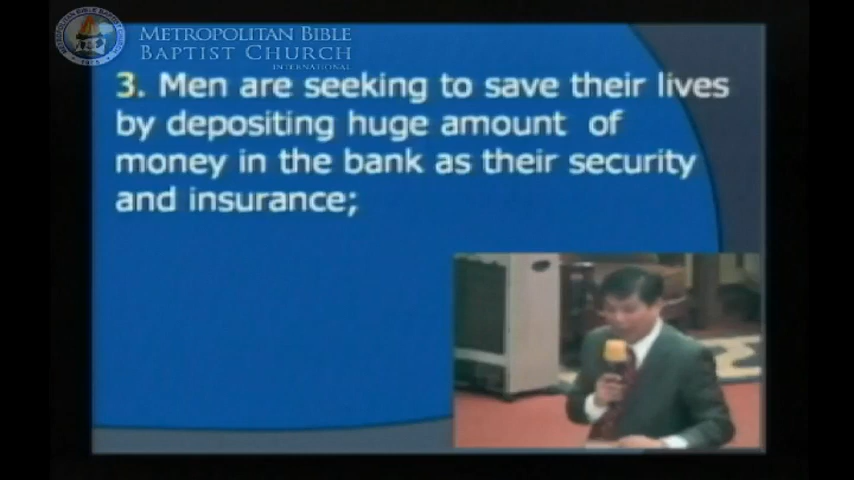 METROPOLITAN BIBLE
BAPTIST CHURCH
INTERNATIONAL
3. Men are seeking to save their lives
by depositing huge amount of
money in the bank as their security
and insurance;